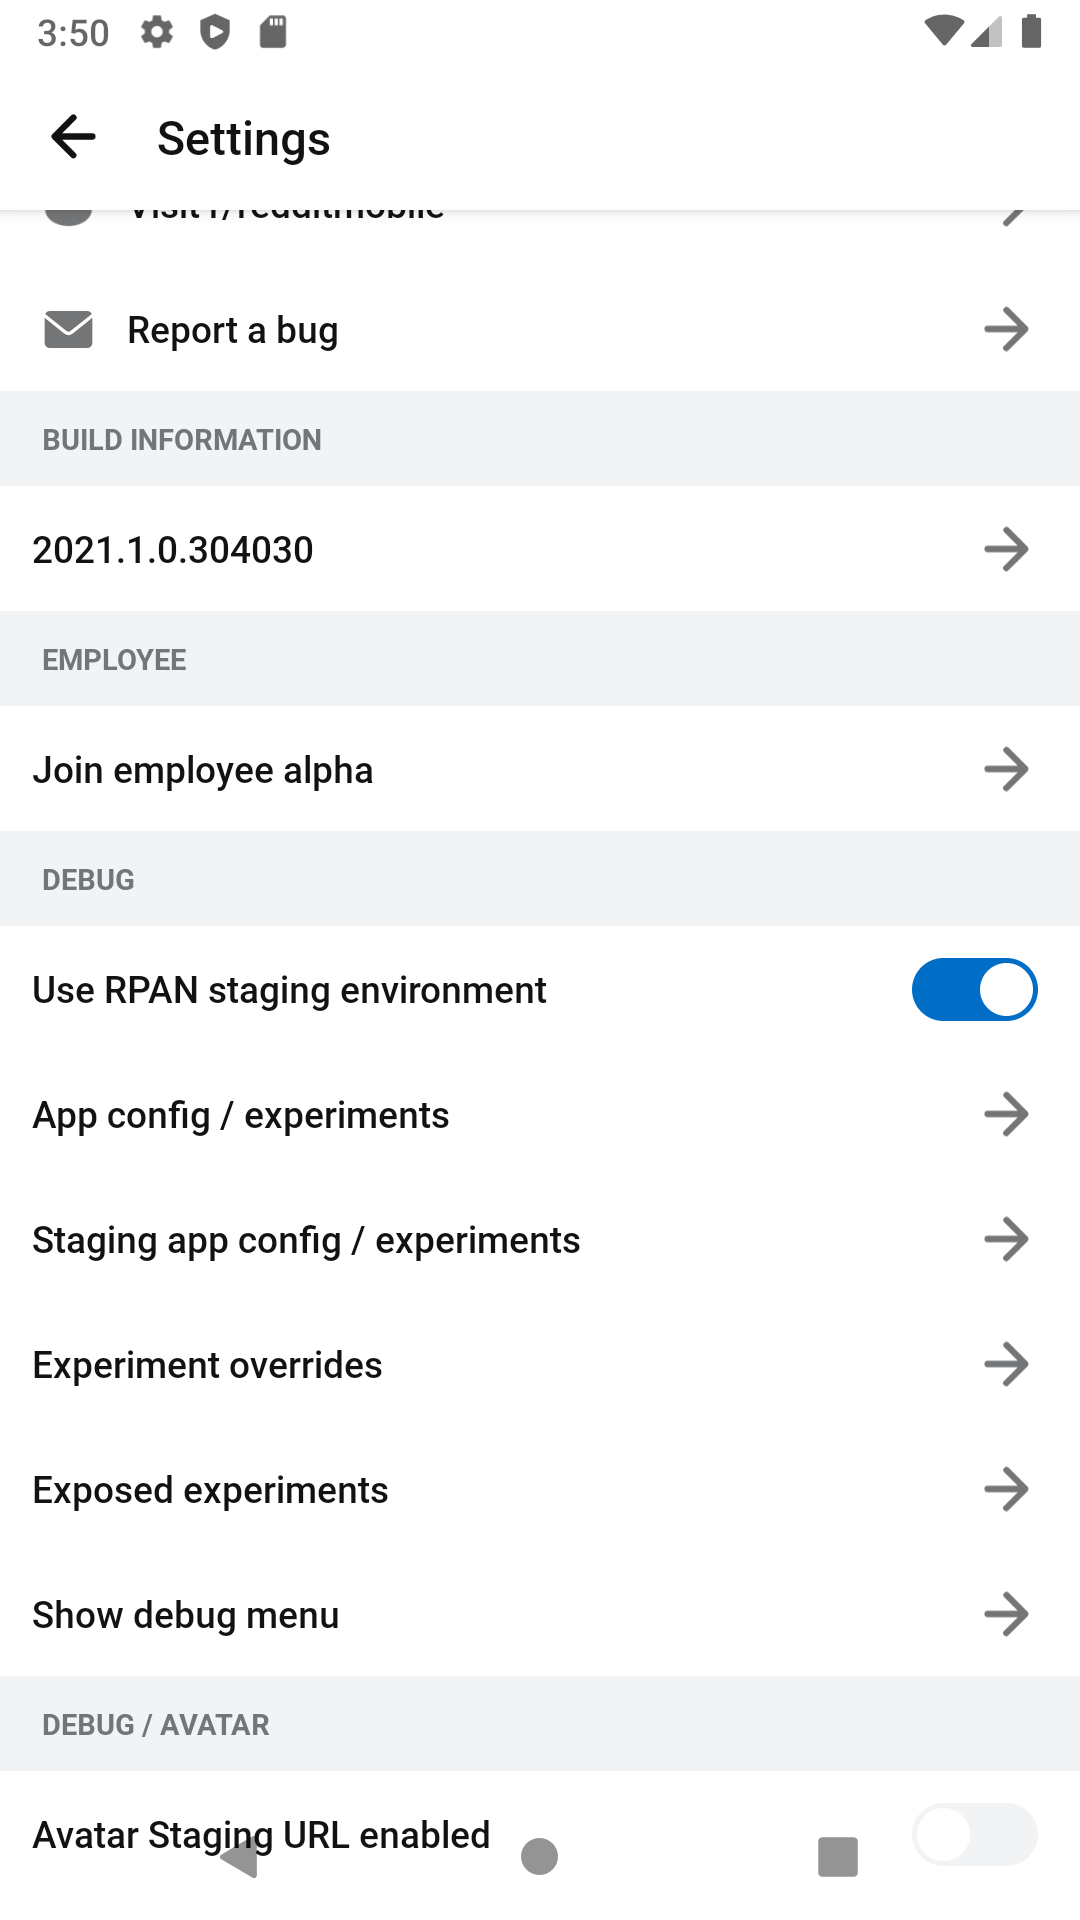 3:50
Settings
Visit r/redditmobile
Report a bug
BUILD INFORMATION
2021.1.0.304030
EMPLOYEE
Join employee alpha
DEBUG
Use RPAN staging environment
App config / experiments
Staging app config / experiments
Experiment overrides
Exposed experiments
Show debug menu
DEBUG / AVATAR
Avatar Staging URL enabled